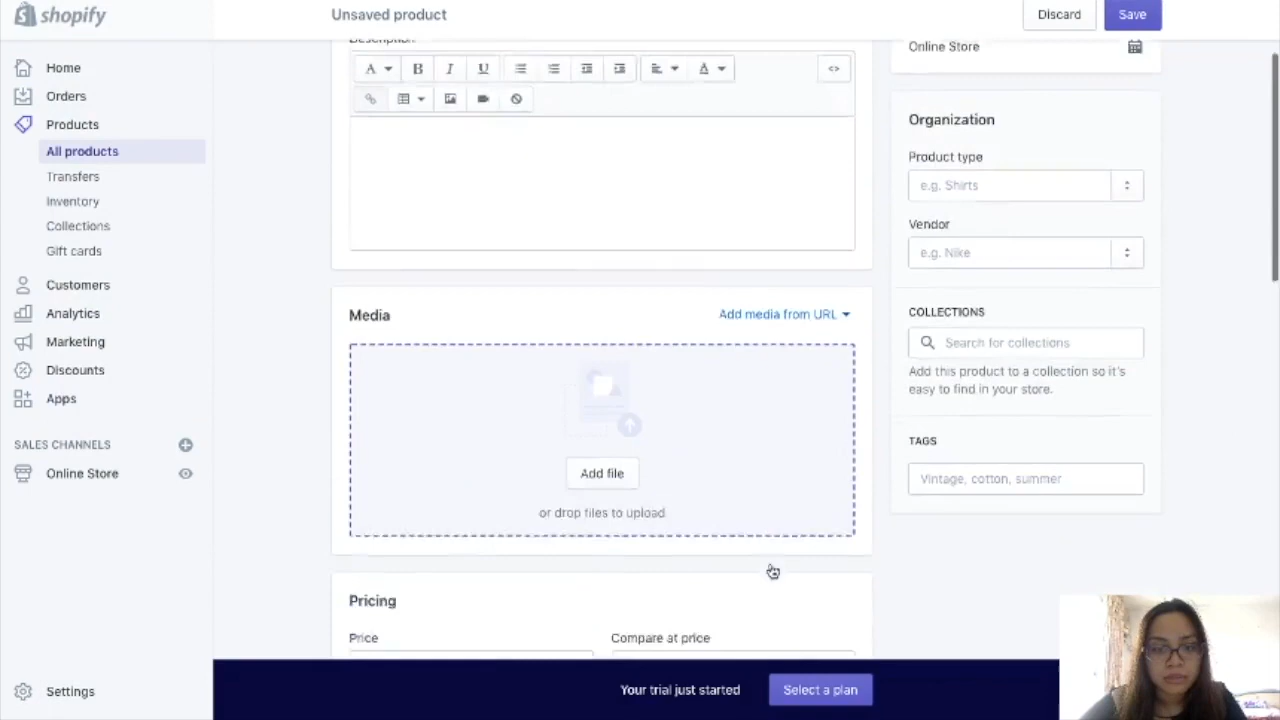 shopify
Unsaved product
Discard
Save
Home
Orders
Products
All products
Transfers
Inventory
Collections
Gift cards
Customers
Analytics
Marketing
Discounts
Apps
SALES CHANNELS
Online Store
Settings
Description
A
B
I
U
A
<>
Media
Add media from URL
Add file
or drop files to upload
Pricing
Price
Compare at price
Online Store
Organization
Product type
e.g. Shirts
Vendor
e.g. Nike
COLLECTIONS
Search for collections
Add this product to a collection so it's
easy to find in your store.
TAGS
Vintage, cotton, summer
Your trial just started
Select a plan